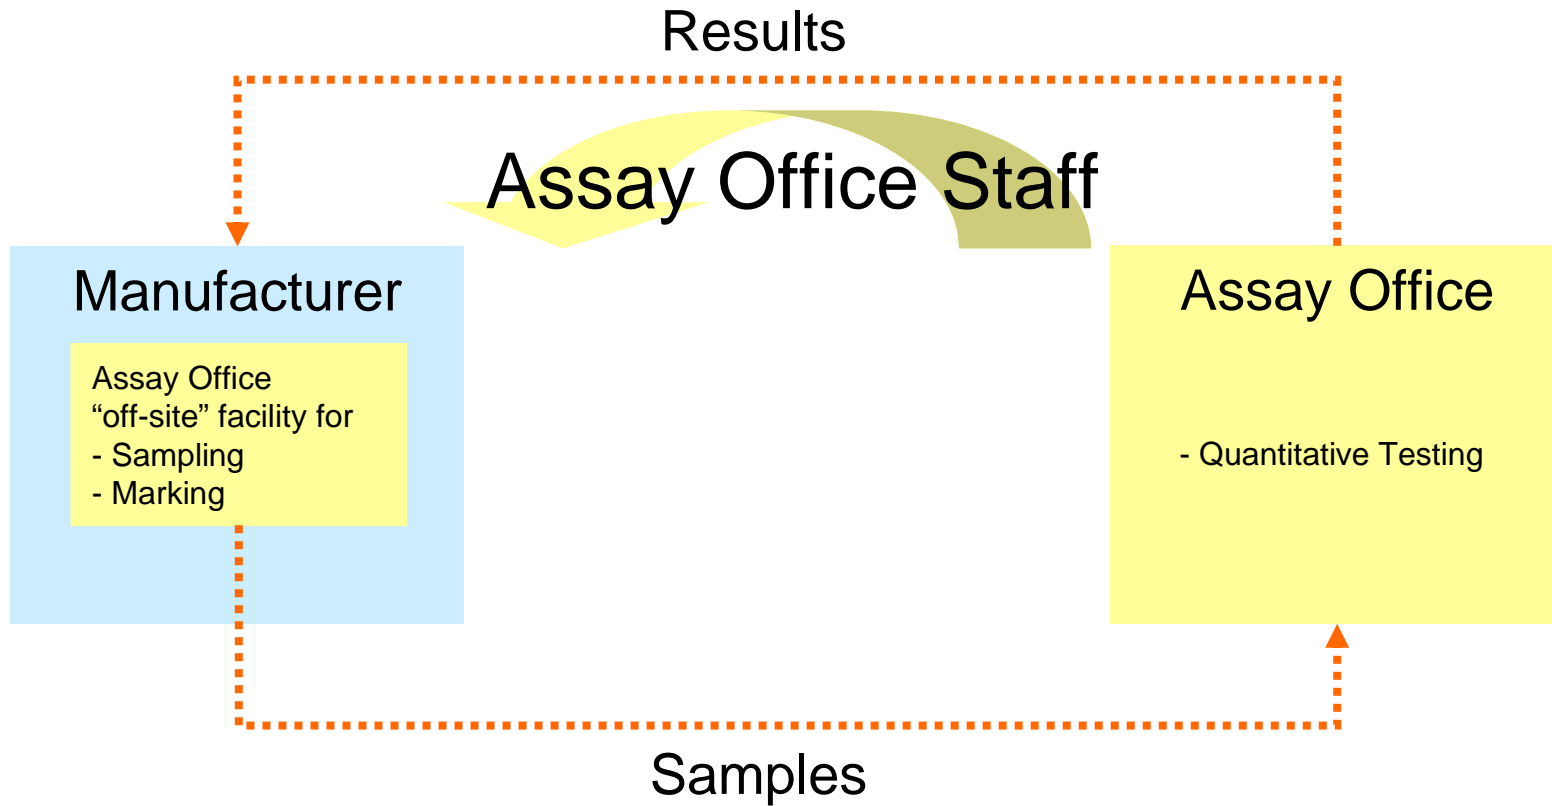 Results
Assay Office Staff
Manufacturer
Assay Office
“off-site” facility for
- Sampling
- Marking
Assay Office
- Quantitative Testing
Samples